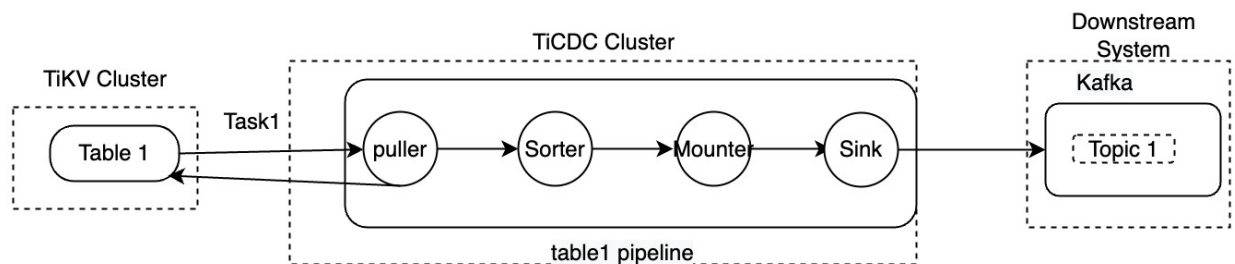 TiKV Cluster
Table 1
Task1
TiCDC Cluster
puller
Sorter
Mounter
Sink
table1 pipeline
Downstream
System
Kafka
Topic 1